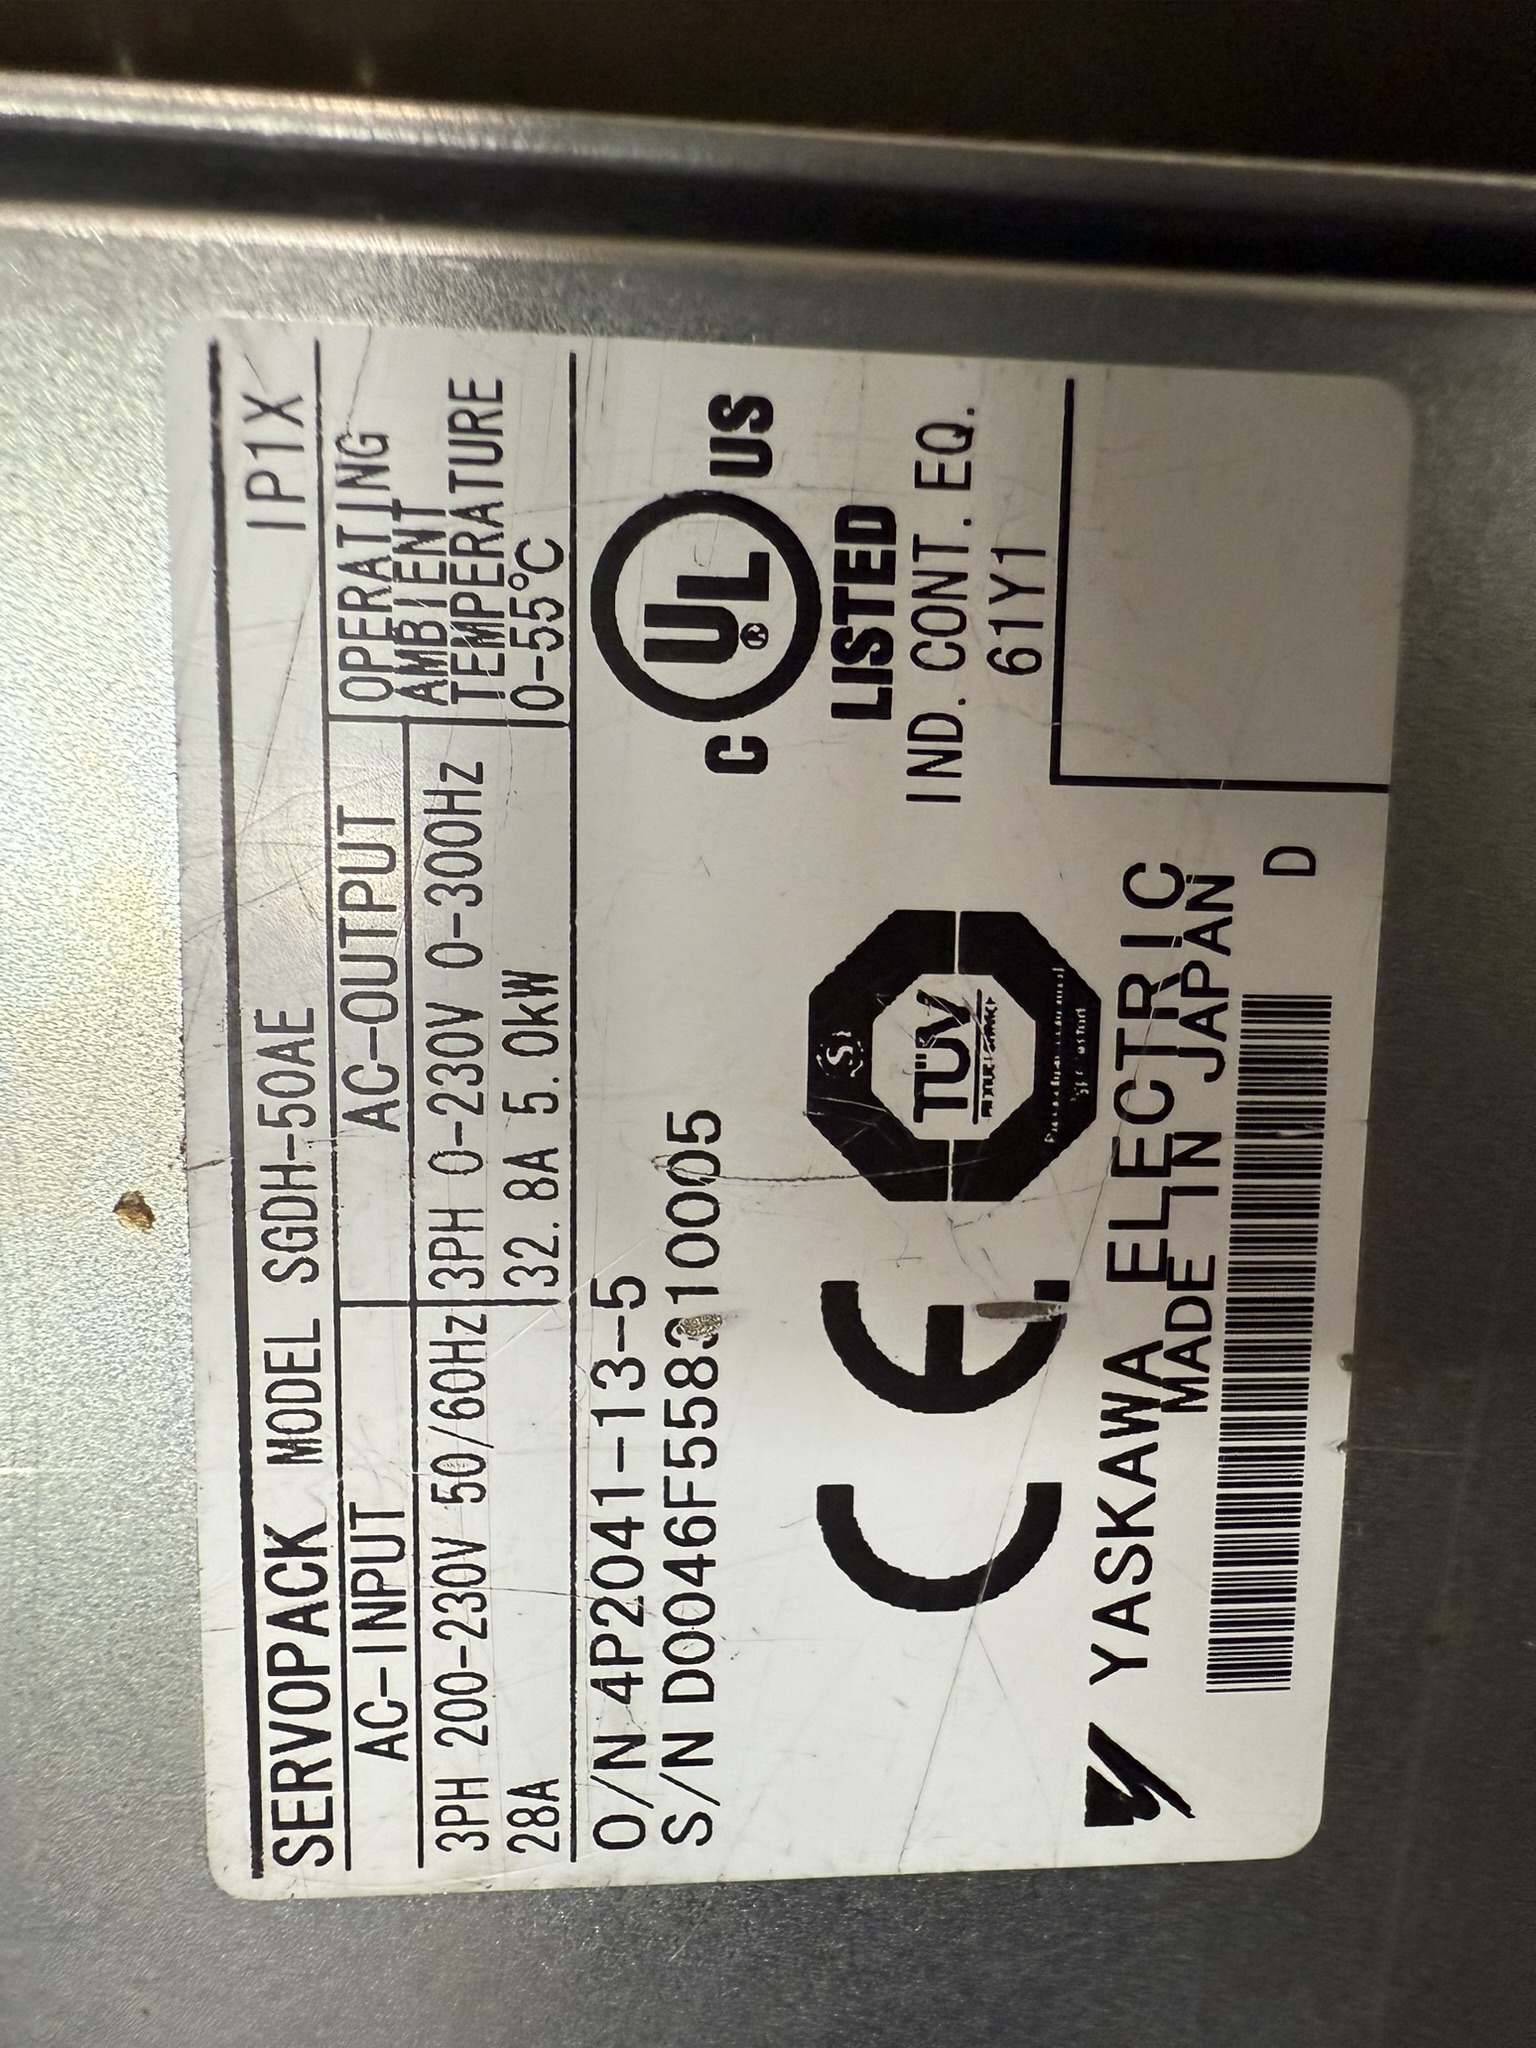 SERVOPACK MODEL SGDH-50AE IP1X
AC-INPUT
3PH 200-230V 50/60Hz
28A
AC-OUTPUT
3PH 0-230V 0-300Hz
32.8A 5.0kW
OPERATING
AMBIENT
TEMPERATURE
0-55°C
O/N 4P2041-13-5
S/N D0046F558310005
CE
TÜV
C UL® US
LISTED
IND. CONT. EQ.
61Y1
YASKAWA ELECTRIC
MADE IN JAPAN
D